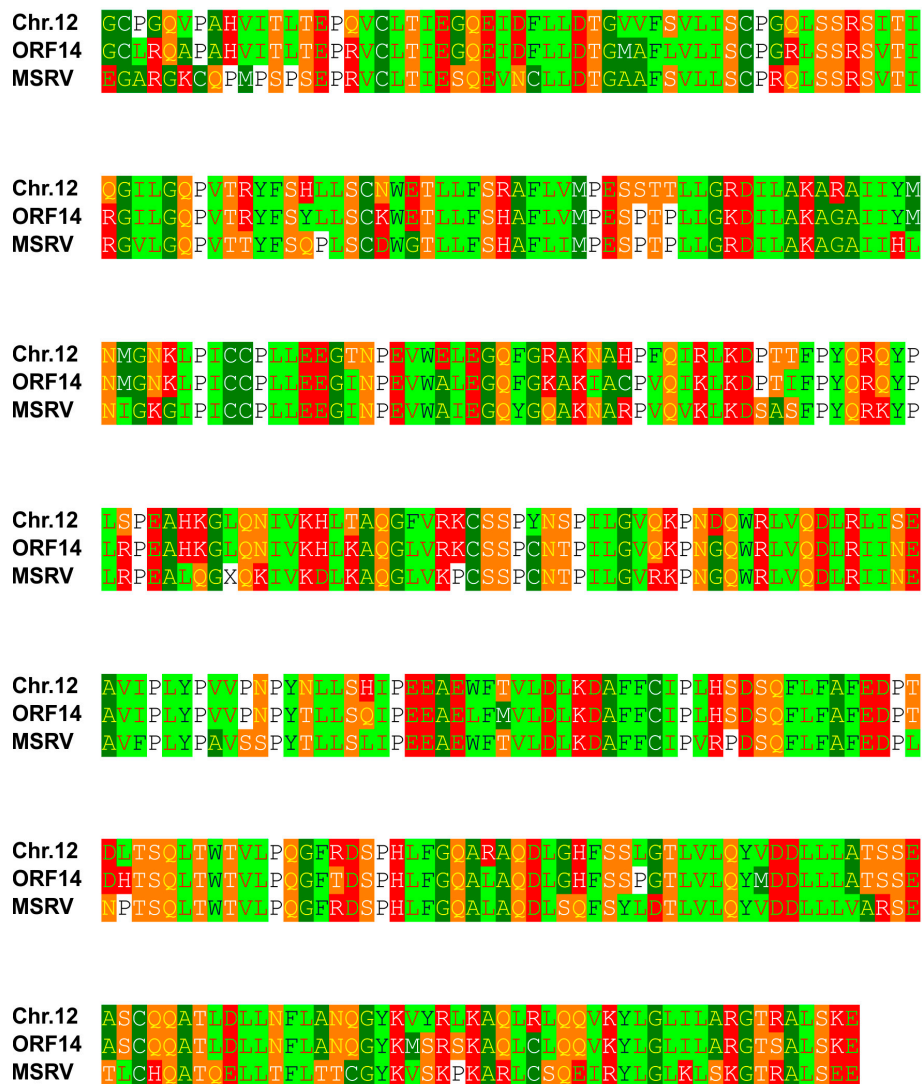 Chr.12 GCPGQVPAHVITLTEPQVCLTIEGQEIDFLLDTGVVFSVLISCPGQLSSRSITI
ORF14 GCLRQAPAHVITLTEPRVCLTIEGQEIDFLLDTGMAFLVLISCPGRLSSRSVTI
MSRV EGARGKCQPMPSPSEPRVCLTIESQEVNCLLDTGAAFSVLLSCPRQLSSRSVTI
Chr.12 QGILGQPVTRYFSHLLSCNWETLLFSRAFLVMPESSTTLLGRDILAKARAIIYM
ORF14 RGILGQPVTRYFSYLLSCKWETLLFSHAFLVMPESPTPLLGKDILAKAGAIIYM
MSRV RGVLGQPVTTYFSQPLSCDWGTLLFSHAFLIMPESPTPLLGRDILAKAGAIIHL
Chr.12 NMGNKLPICCPLLEEGTNPEVWELEGQFGRAKNAHPFQIRLKDPTTFPYQRQYP
ORF14 NMGNKLPICCPLLEEGINPEVWALEGQFGKAKIACPVQIKLKDPTIFPYQRQYP
MSRV NIGKGIPICCPLLEEGINPEVWAIEGQYGQAKNARPVQVKLKDSASFPYQRKYP
Chr.12 LSPEAHKGLQNIVKHLTAQGFVRKCSSPYNSPILGVQKPNDQWRLVQDLRLISE
ORF14 LRPEAHKGLQNIVKHLKAQGLVRKCSSPCNTPILGVQKPNGQWRLVQDLRIINE
MSRV LRPEALQGXQKIVKDLKAQGLVKPCSSPCNTPILGVRKPNGQWRLVQDLRIINE
Chr.12 AVIPLYPVVPNPYNLLSHIPEEAEWFTVLDLKDAFFCIPLHSDSQFLFAFEDPT
ORF14 AVIPLYPVVPNPYTLLSQIPEEAELFMVLDLKDAFFCIPLHSDSQFLFAFEDPT
MSRV AVFPLYPAVSSPYTLLSLIPEEAEWFTVLDLKDAFFCIPVRPDSQFLFAFEDPL
Chr.12 DLTSQLTWTVLPQGFRDSPHLFGQARAQDLGHFSSLGTLVLQYVDDLLLATSSE
ORF14 DHTSQLTWTVLPQGFTDSPHLFGQALAQDLGHFSSPGTLVLQYMDDLLLATSSE
MSRV NPTSQLTWTVLPQGFRDSPHLFGQALAQDLSQFSYLDTLVLQYVDDLLLVARSE
Chr.12 ASCQQATLDLLNFLANQGYKVYRLKAQLRLQQVKYLGLILARGTRALSKE
ORF14 ASCQQATLDLLNFLANQGYKMSRSKAQLCLQQVKYLGLILARGTSALSKE
MSRV TLCHQATQELLTFLTTCGYKVSKPKARLCSQEIRYLGLKLSKGTRALSEE